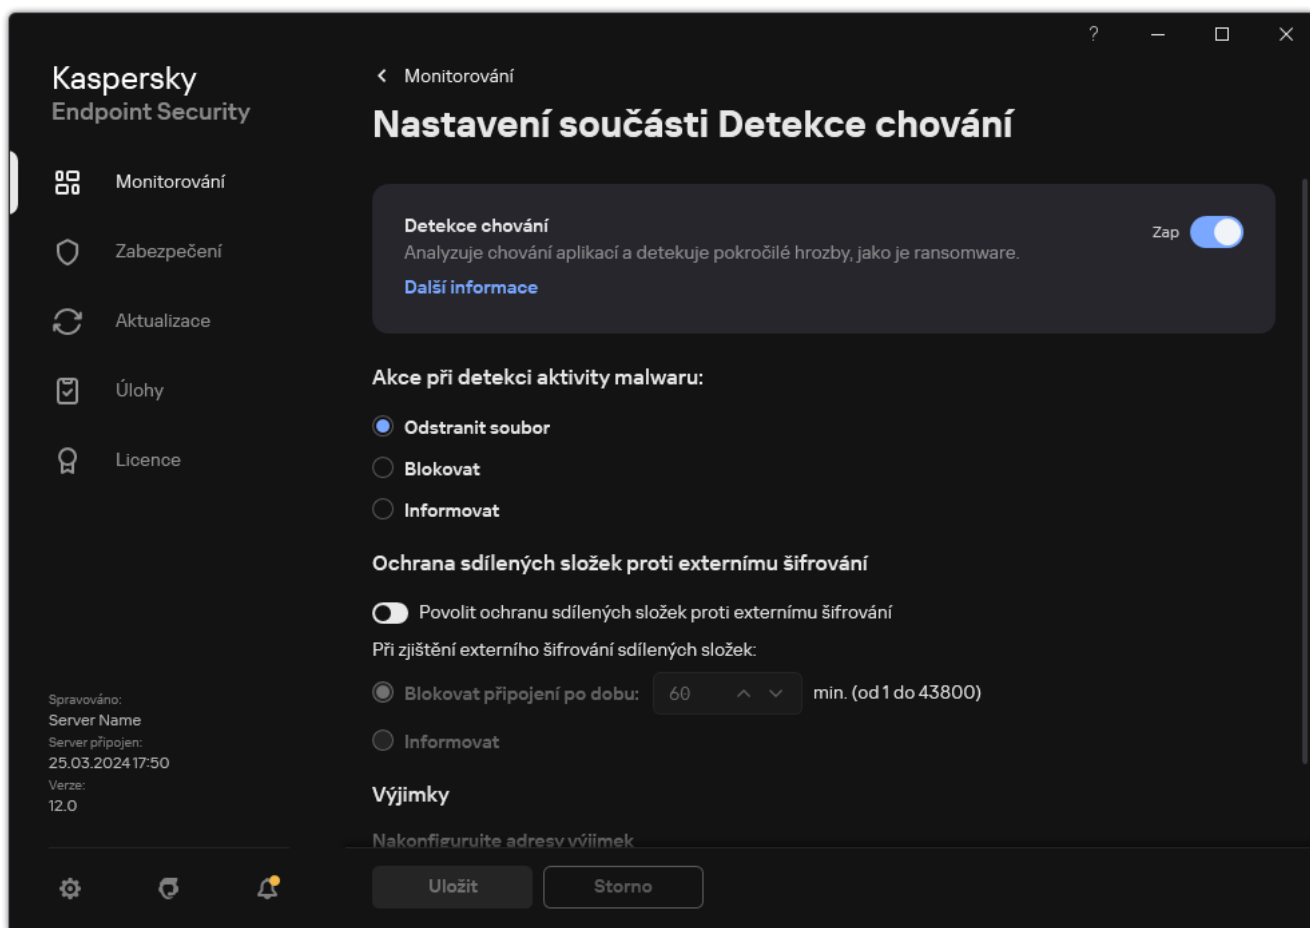 ?
Kaspersky
Endpoint Security
Monitorování
Zabezpečení
Aktualizace
Úlohy
Licence
Spravováno:
Server Name
Server připojen:
25.03.2024 17:50
Verze:
12.0
Monitorování
Nastavení součásti Detekce chování
Detekce chování
Zap
Analyzuje chování aplikací a detekuje pokročilé hrozby, jako je ransomware.
Další informace
Akce při detekci aktivity malwaru:
Odstranit soubor
Blokovat
Informovat
Ochrana sdílených složek proti externímu šifrování
Povolit ochranu sdílených složek proti externímu šifrování
Při zjištění externího šifrování sdílených složek:
Blokovat připojení po dobu: 60 min. (od 1 do 43800)
Informovat
Výjimky
Nakonfigurujte adresy výjimek
Uložit Storno